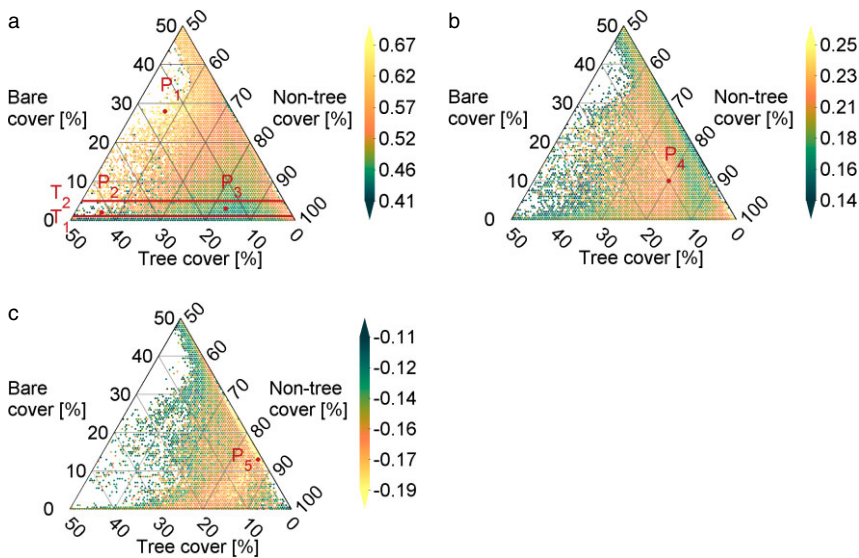 a
50
50
40
60
P1
Bare
cover [%]
30
70
Non-tree
cover [%]
20
80
10
P2
P3
90
T2
0
T1
100
50
40
30
20
10
0
Tree cover [%]
0.67
0.62
0.57
0.52
0.46
0.41
b
50
50
40
60
Bare
cover [%]
30
70
Non-tree
cover [%]
20
80
P4
10
90
0
100
50
40
30
20
10
0
Tree cover [%]
0.25
0.23
0.21
0.18
0.16
0.14
c
50
50
40
60
Bare
cover [%]
30
70
Non-tree
cover [%]
20
80
10
P5
90
0
100
50
40
30
20
10
0
Tree cover [%]
-0.11
-0.12
-0.14
-0.16
-0.17
-0.19